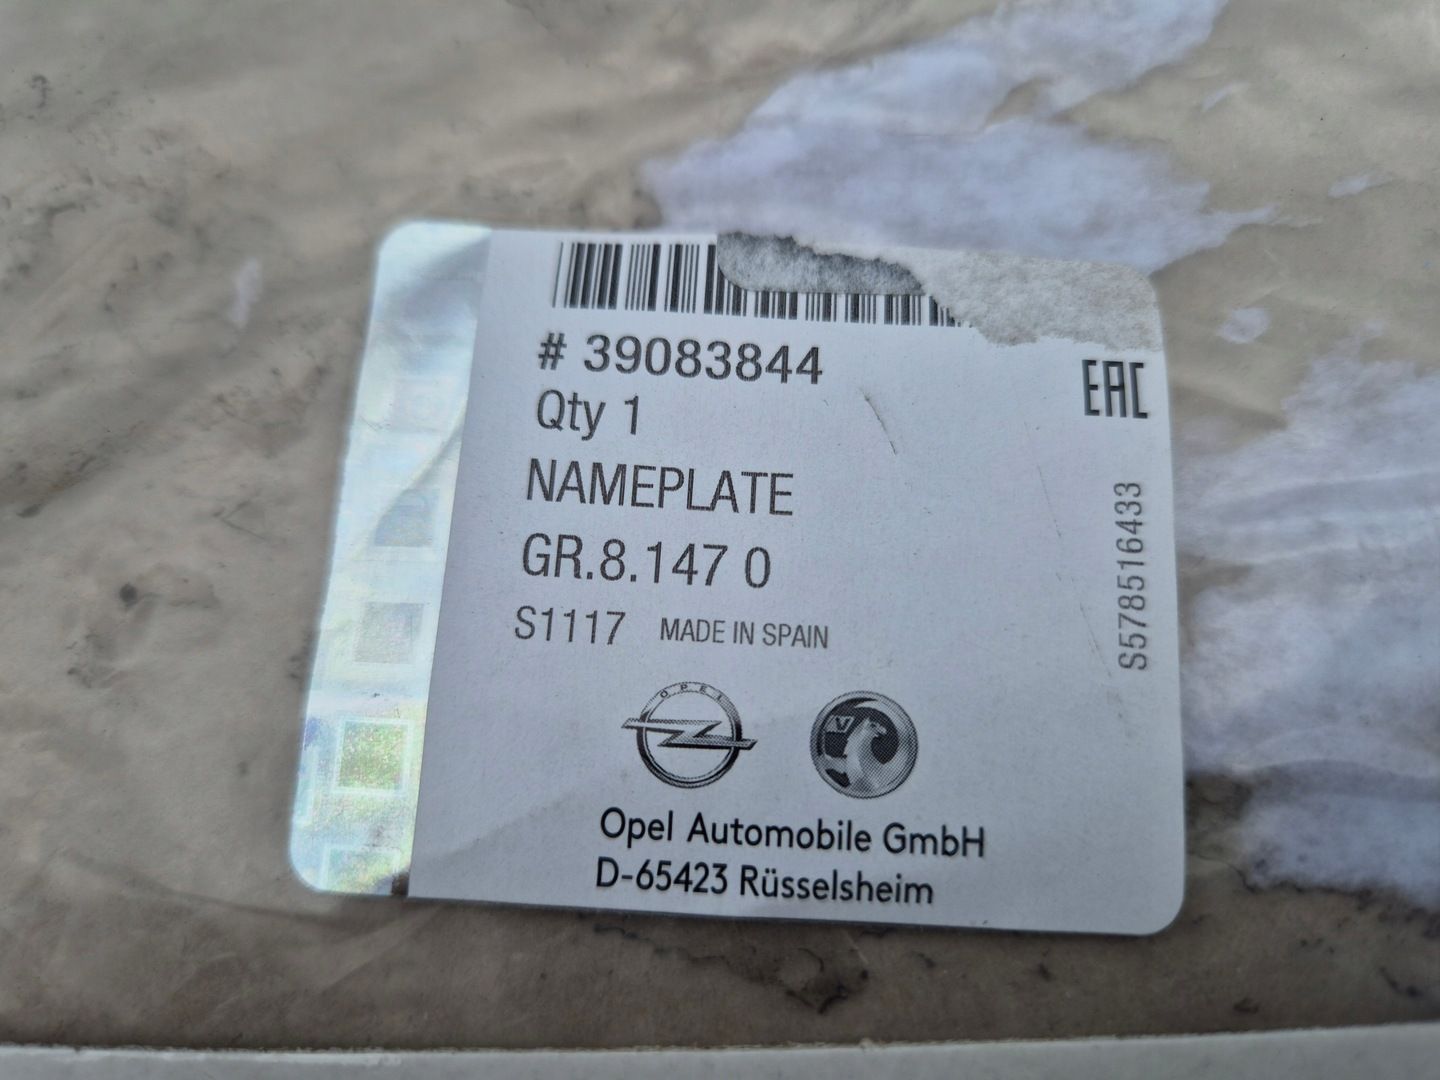 # 39083844
Qty 1
NAMEPLATE
GR.8.147 0
S1117 MADE IN SPAIN
EAC
S578516433
OPEL
V
Opel Automobile GmbH
D-65423 Rüsselsheim